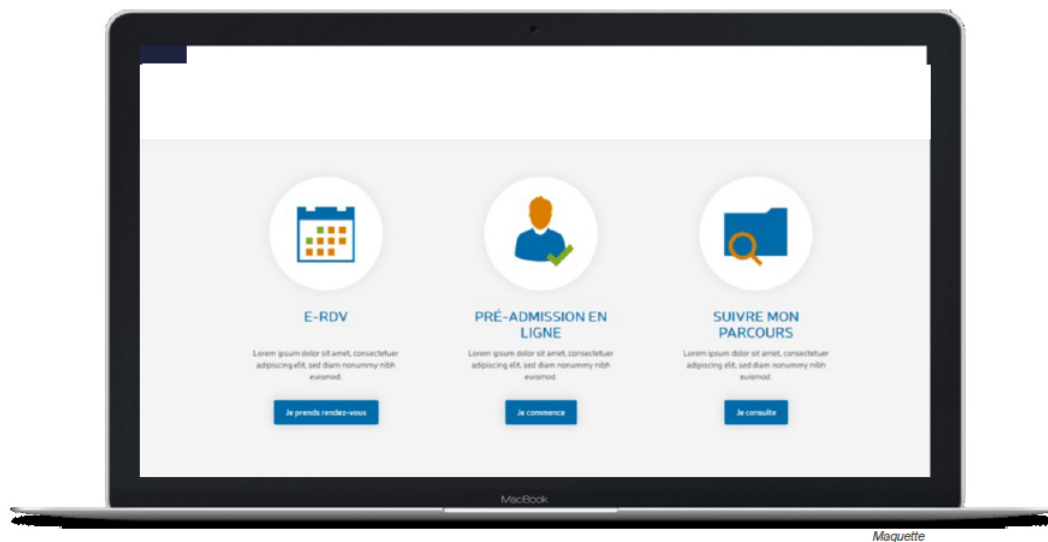 E-RDV
Lorem ipsum dolor sit amet, consectetuer
adipiscing elit, sed diam nonummy nibh
euismod.
Je prends rendez-vous
PRÉ-ADMISSION EN
LIGNE
Lorem ipsum dolor sit amet, consectetuer
adipiscing elit, sed diam nonummy nibh
euismod.
Je commence
SUIVRE MON
PARCOURS
Lorem ipsum dolor sit amet, consectetuer
adipiscing elit, sed diam nonummy nibh
euismod.
Je consulte
MacBook
Maquette